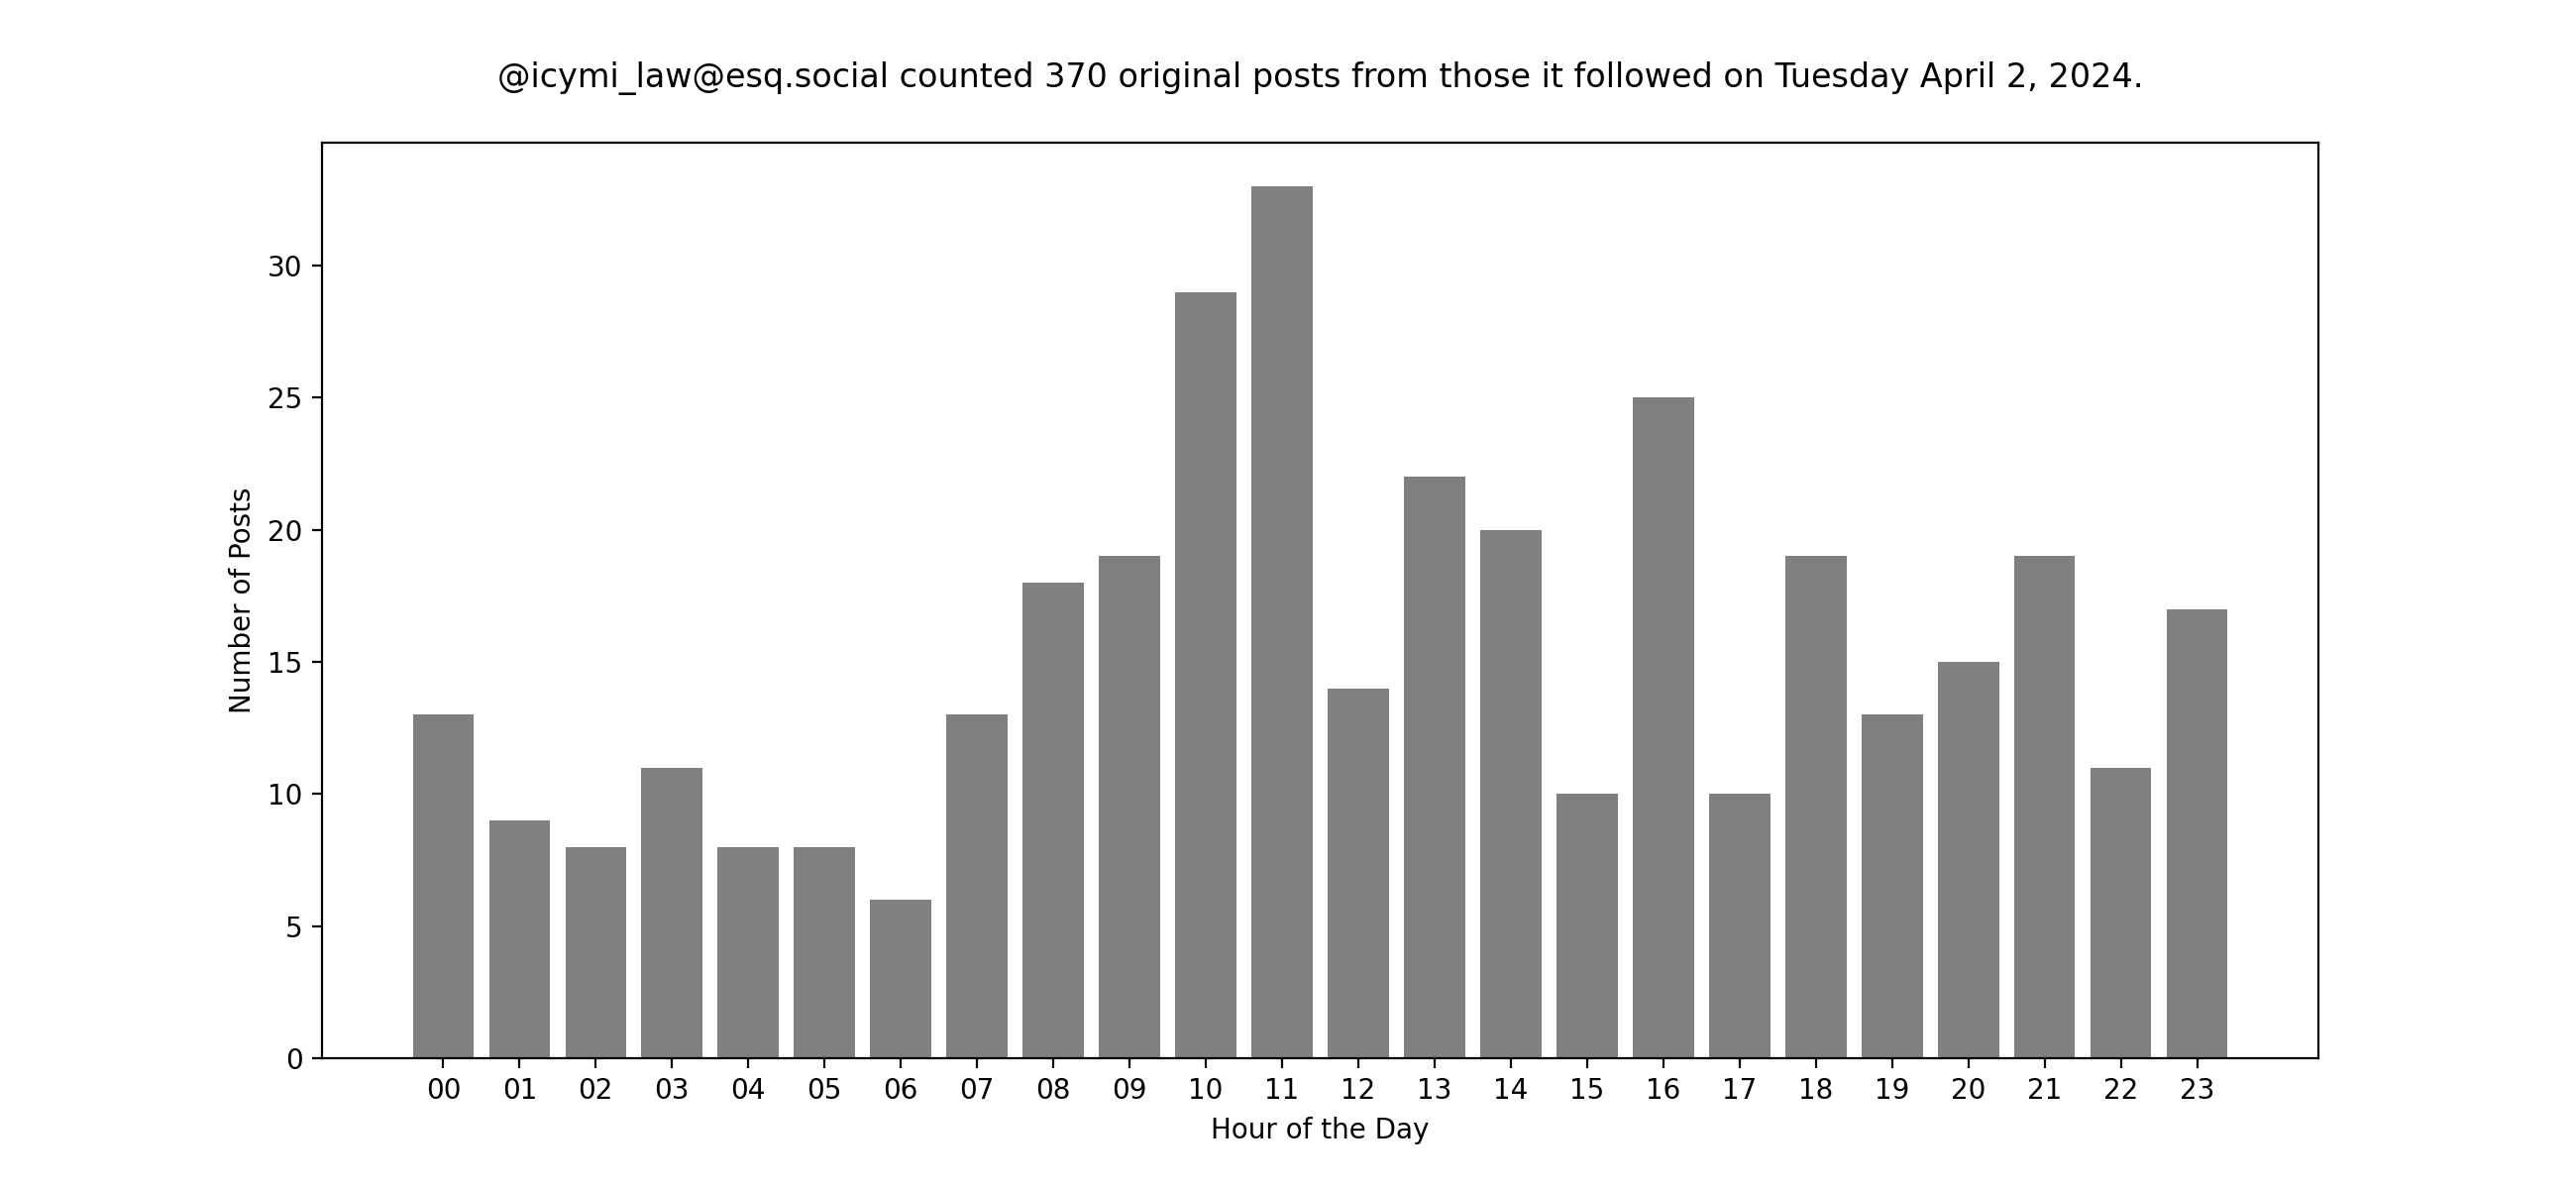 @icymi_law@esq.social counted 370 original posts from those it followed on Tuesday April 2, 2024.
Number of Posts
30
25
20
15
10
5
0
00 01 02 03 04 05 06 07 08 09 10 11 12 13 14 15 16 17 18 19 20 21 22 23
Hour of the Day